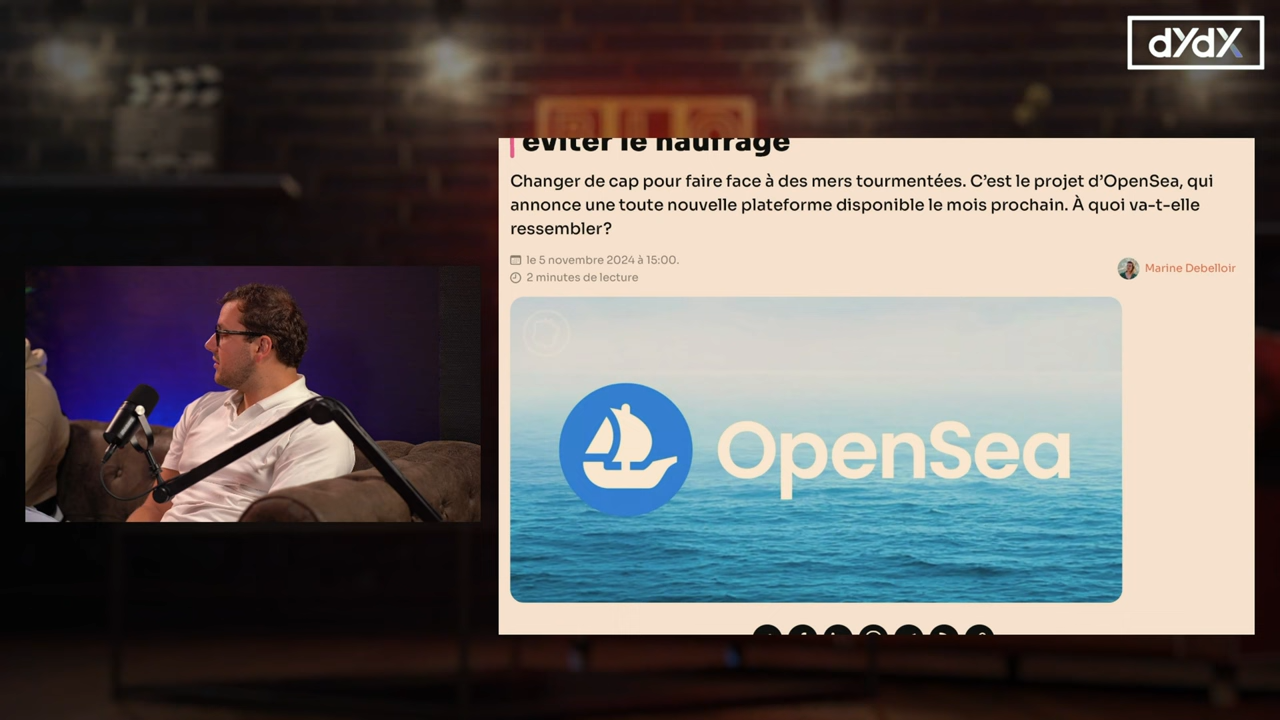 dYdX
éviter le naufrage
Changer de cap pour faire face à des mers tourmentées. C’est le projet d’OpenSea, qui
annonce une toute nouvelle plateforme disponible le mois prochain. À quoi va-t-elle
ressembler?
le 5 novembre 2024 à 15:00.
2 minutes de lecture
Marine Debelloir
OpenSea